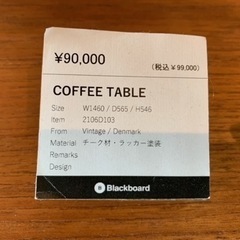 ¥90,000
(税込￥99,000)
COFFEE TABLE
Size W1460 / D565 / H546
Item 2106D103
From Vintage / Denmark
Material チーク材・ラッカー塗装
Remarks
Design
B Blackboard